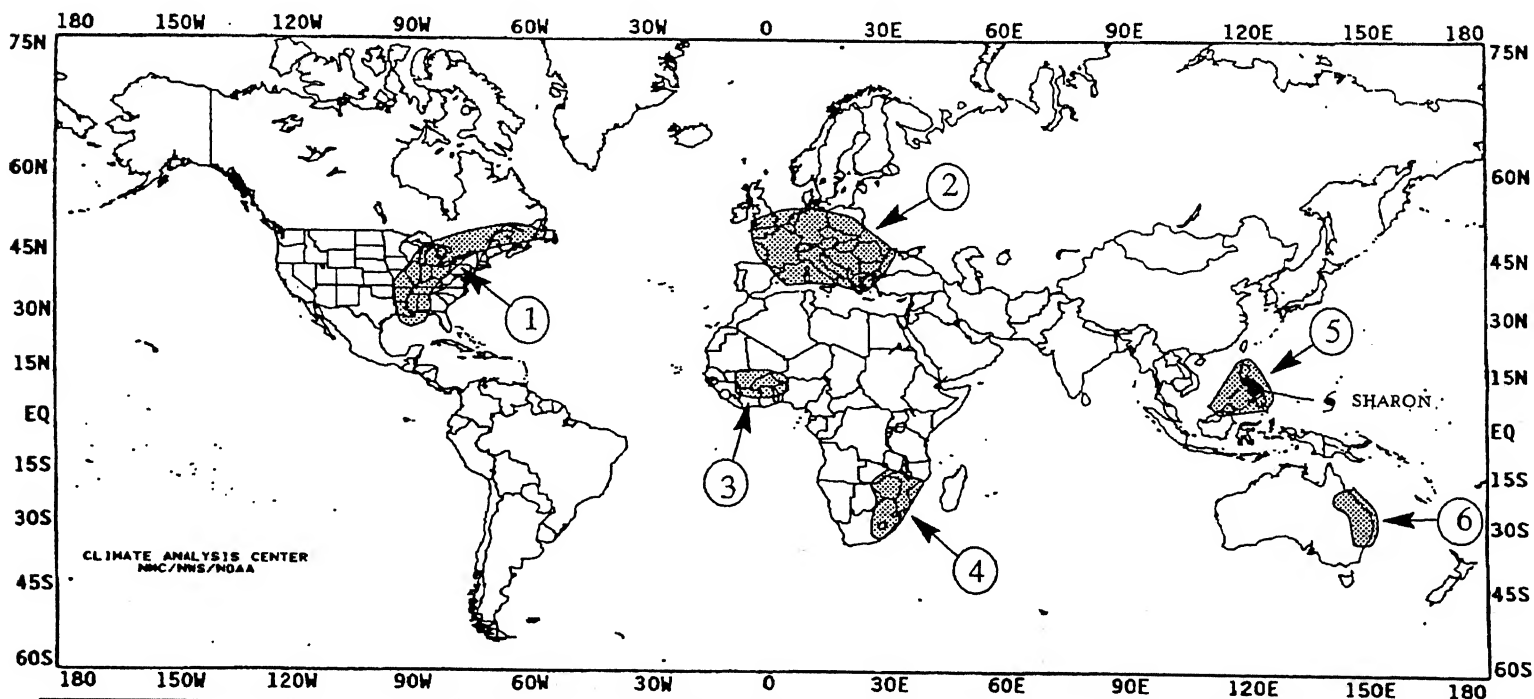 180 150W 120W 90W 60W 30W 0 30E 60E 90E 120E 150E 180
75N 75N
60N 60N
2
45N 45N
1
30N 30N
5
15N 15N
SHARON
EQ EQ
3
15S 15S
6
30S 30S
4
CLIMATE ANALYSIS CENTER
NMC/NWS/NOAA
45S 45S
60S 60S
180 150W 120W 90W 60W 30W 0 30E 60E 90E 120E 150E 180